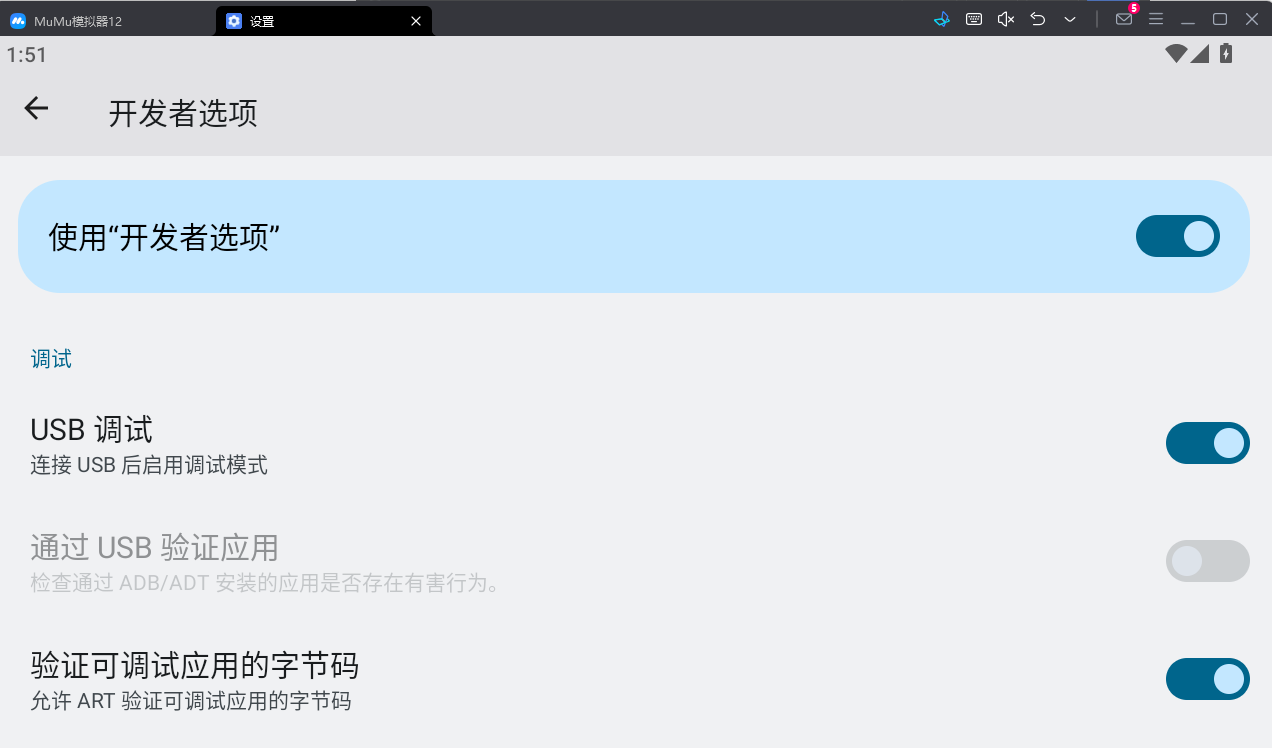 MuMu模拟器12
设置
5
1:51
开发者选项
使用“开发者选项”
调试
USB 调试
连接 USB 后启用调试模式
通过 USB 验证应用
检查通过 ADB/ADT 安装的应用是否存在有害行为。
验证可调试应用的字节码
允许 ART 验证可调试应用的字节码